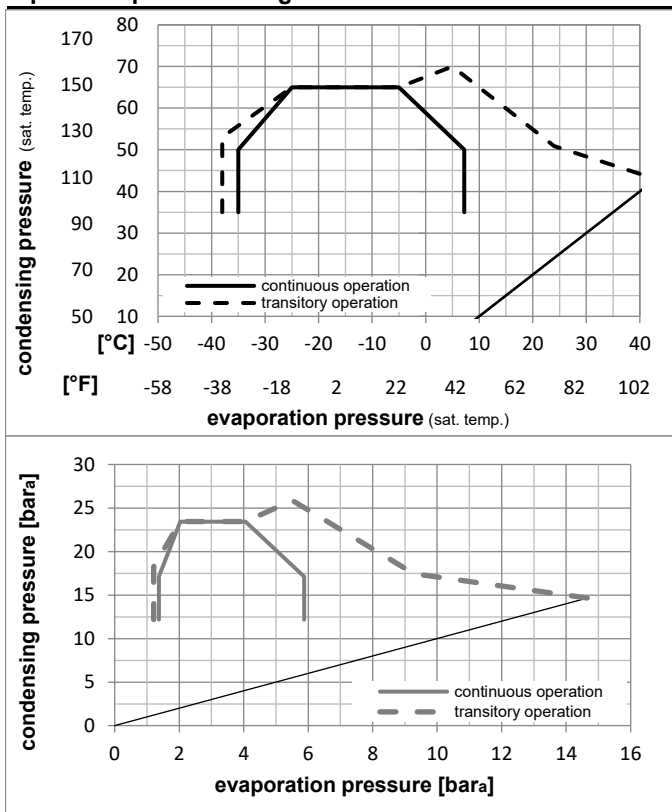 170 80
70
150 60
130 50
110 40
90 30
70 20
50 10
condensing pressure (sat. temp.)
continuous operation
transitory operation
[°C] -50 -40 -30 -20 -10 0 10 20 30 40
[°F] -58 -38 -18 2 22 42 62 82 102
evaporation pressure (sat. temp.)
30
25
20
15
10
5
0
condensing pressure [bara]
continuous operation
transitory operation
0 2 4 6 8 10 12 14 16
evaporation pressure [bara]